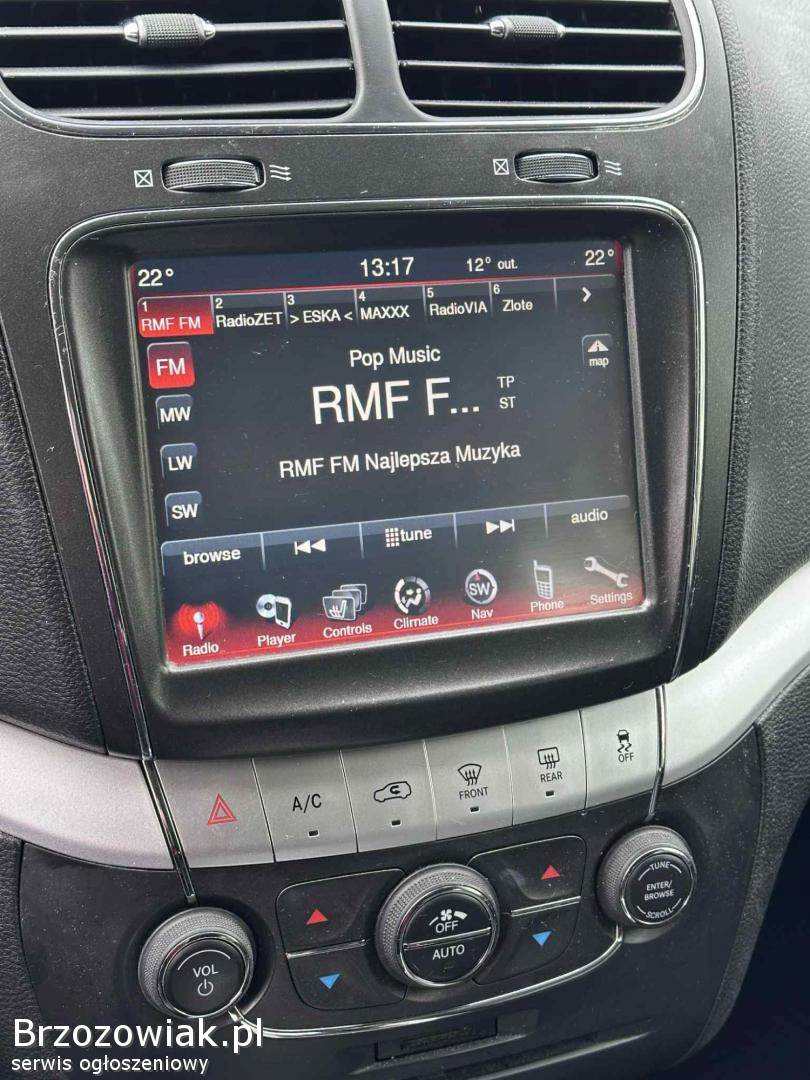 22° 13:17 12° out. 22°
1 RMF FM 2 RadioZET 3 > ESKA < 4 MAXXX 5 RadioVIA 6 Zlote >
FM
Pop Music
map
MW
RMF F... TP
ST
LW
RMF FM Najlepsza Muzyka
SW
browse tune audio
Radio Player Controls Climate SW Nav Phone Settings
A/C FRONT REAR OFF
TUNE
ENTER/
BROWSE
SCROLL
OFF
AUTO
VOL
Brzozowiak.pl
serwis ogłoszeniowy